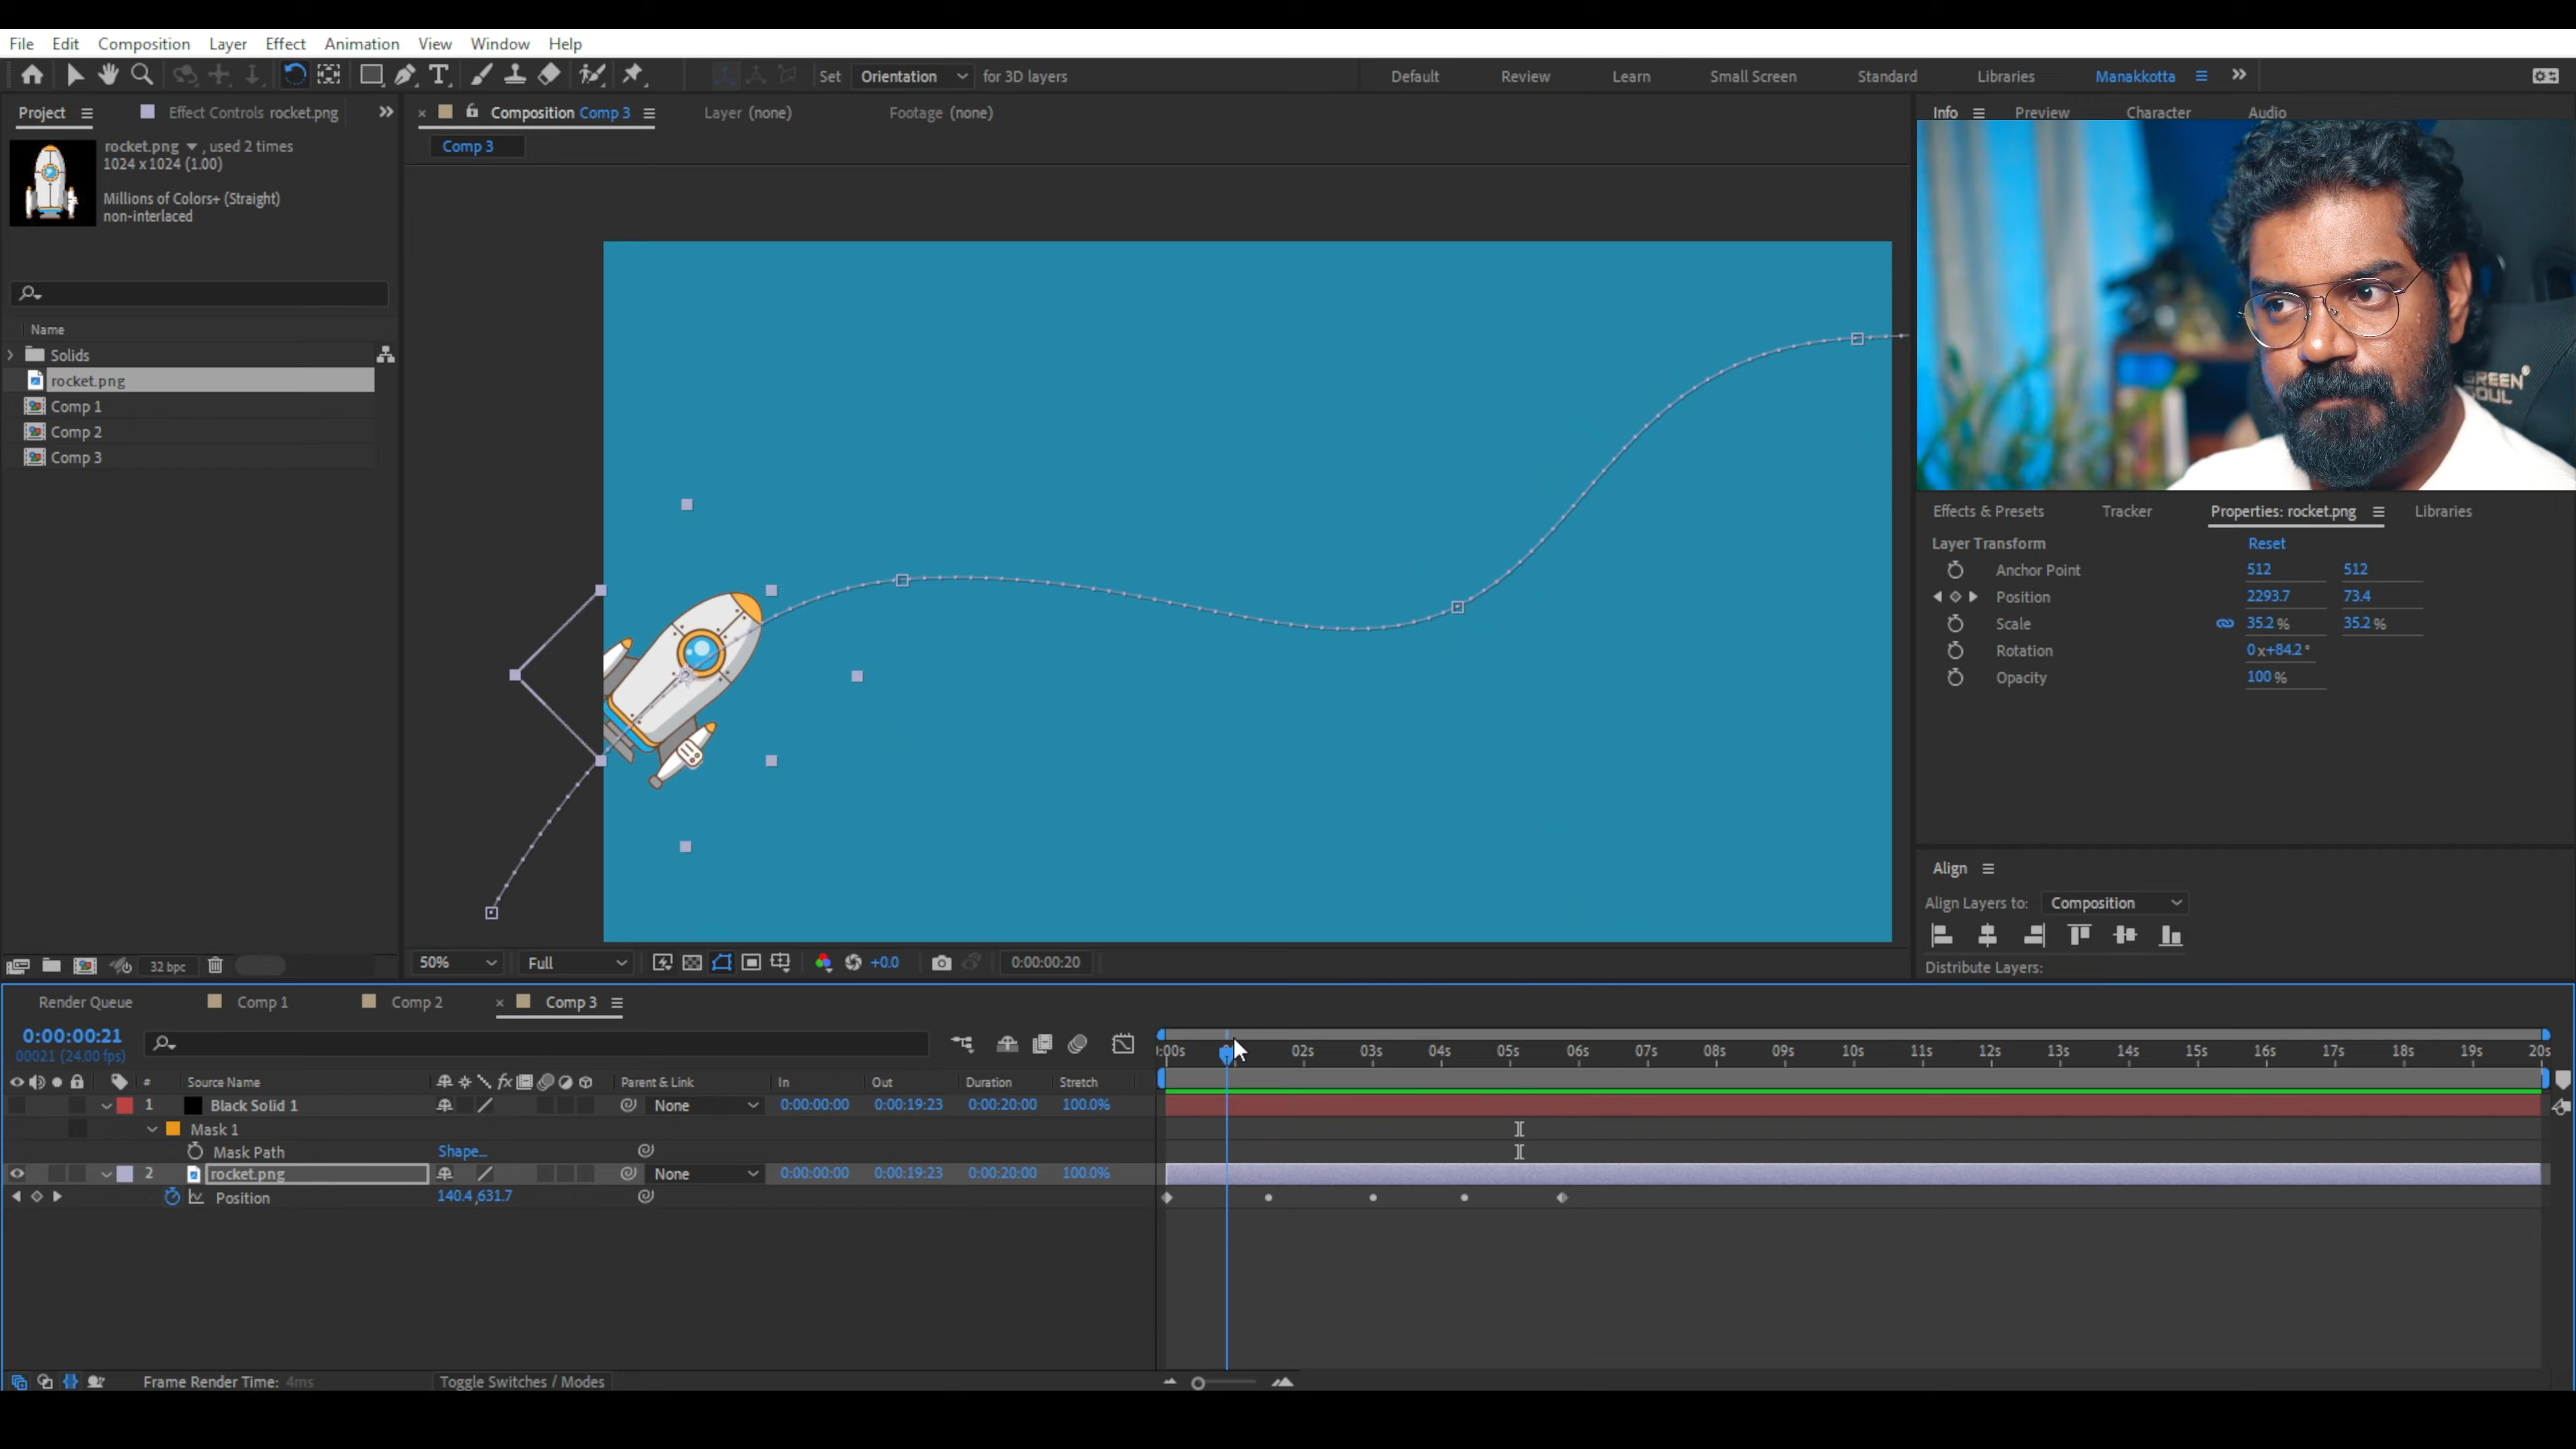 File Edit Composition Layer Effect Animation View Window Help
Set Orientation for 3D layers Default Review Learn Small Screen Standard Libraries Manakkotta
Project Effect Controls rocket.png Composition Comp 3 Layer (none) Footage (none) Info Preview Character Audio
rocket.png , used 2 times
1024 x 1024 (1.00)
Millions of Colors+ (Straight)
non-interlaced
Comp 3
Name
Solids
rocket.png
Comp 1
Comp 2
Comp 3
GREEN SOUL
Effects & Presets Tracker Properties: rocket.png Libraries
Layer Transform Reset
Anchor Point 512 512
Position 2293.7 73.4
Scale 35.2 % 35.2 %
Rotation 0 x+84.2 °
Opacity 100 %
Align
Align Layers to: Composition
Distribute Layers:
32 bpc
50% Full +0.0 0:00:00:20
Render Queue Comp 1 Comp 2 Comp 3
0:00:00:21
00021 (24.00 fps)
:00s 02s 03s 04s 05s 06s 07s 08s 09s 10s 11s 12s 13s 14s 15s 16s 17s 18s 19s 20s
# Source Name fx Parent & Link In Out Duration Stretch
1 Black Solid 1 None 0:00:00:00 0:00:19:23 0:00:20:00 100.0%
Mask 1
Mask Path Shape...
2 rocket.png None 0:00:00:00 0:00:19:23 0:00:20:00 100.0%
Position 140.4,631.7
Frame Render Time: 4ms Toggle Switches / Modes